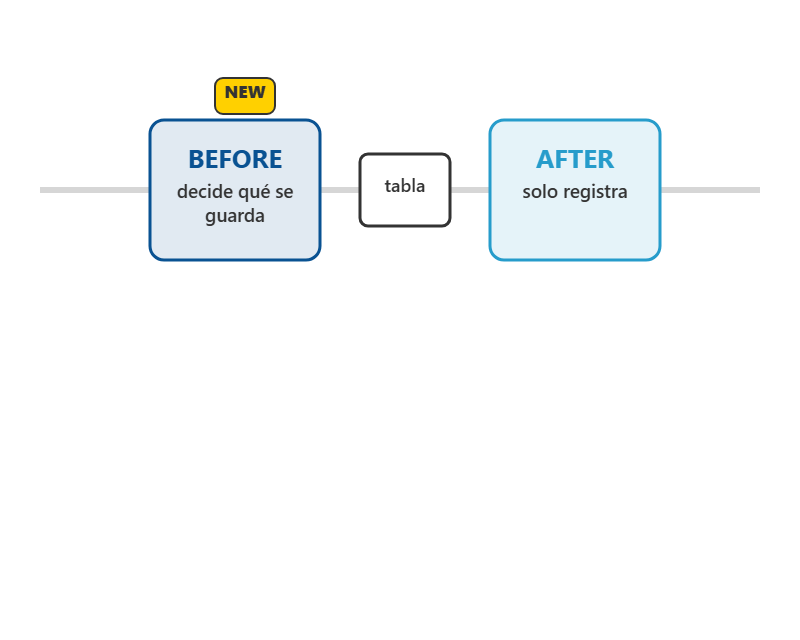 NEW
BEFORE
decide qué se
guarda
tabla
AFTER
solo registra